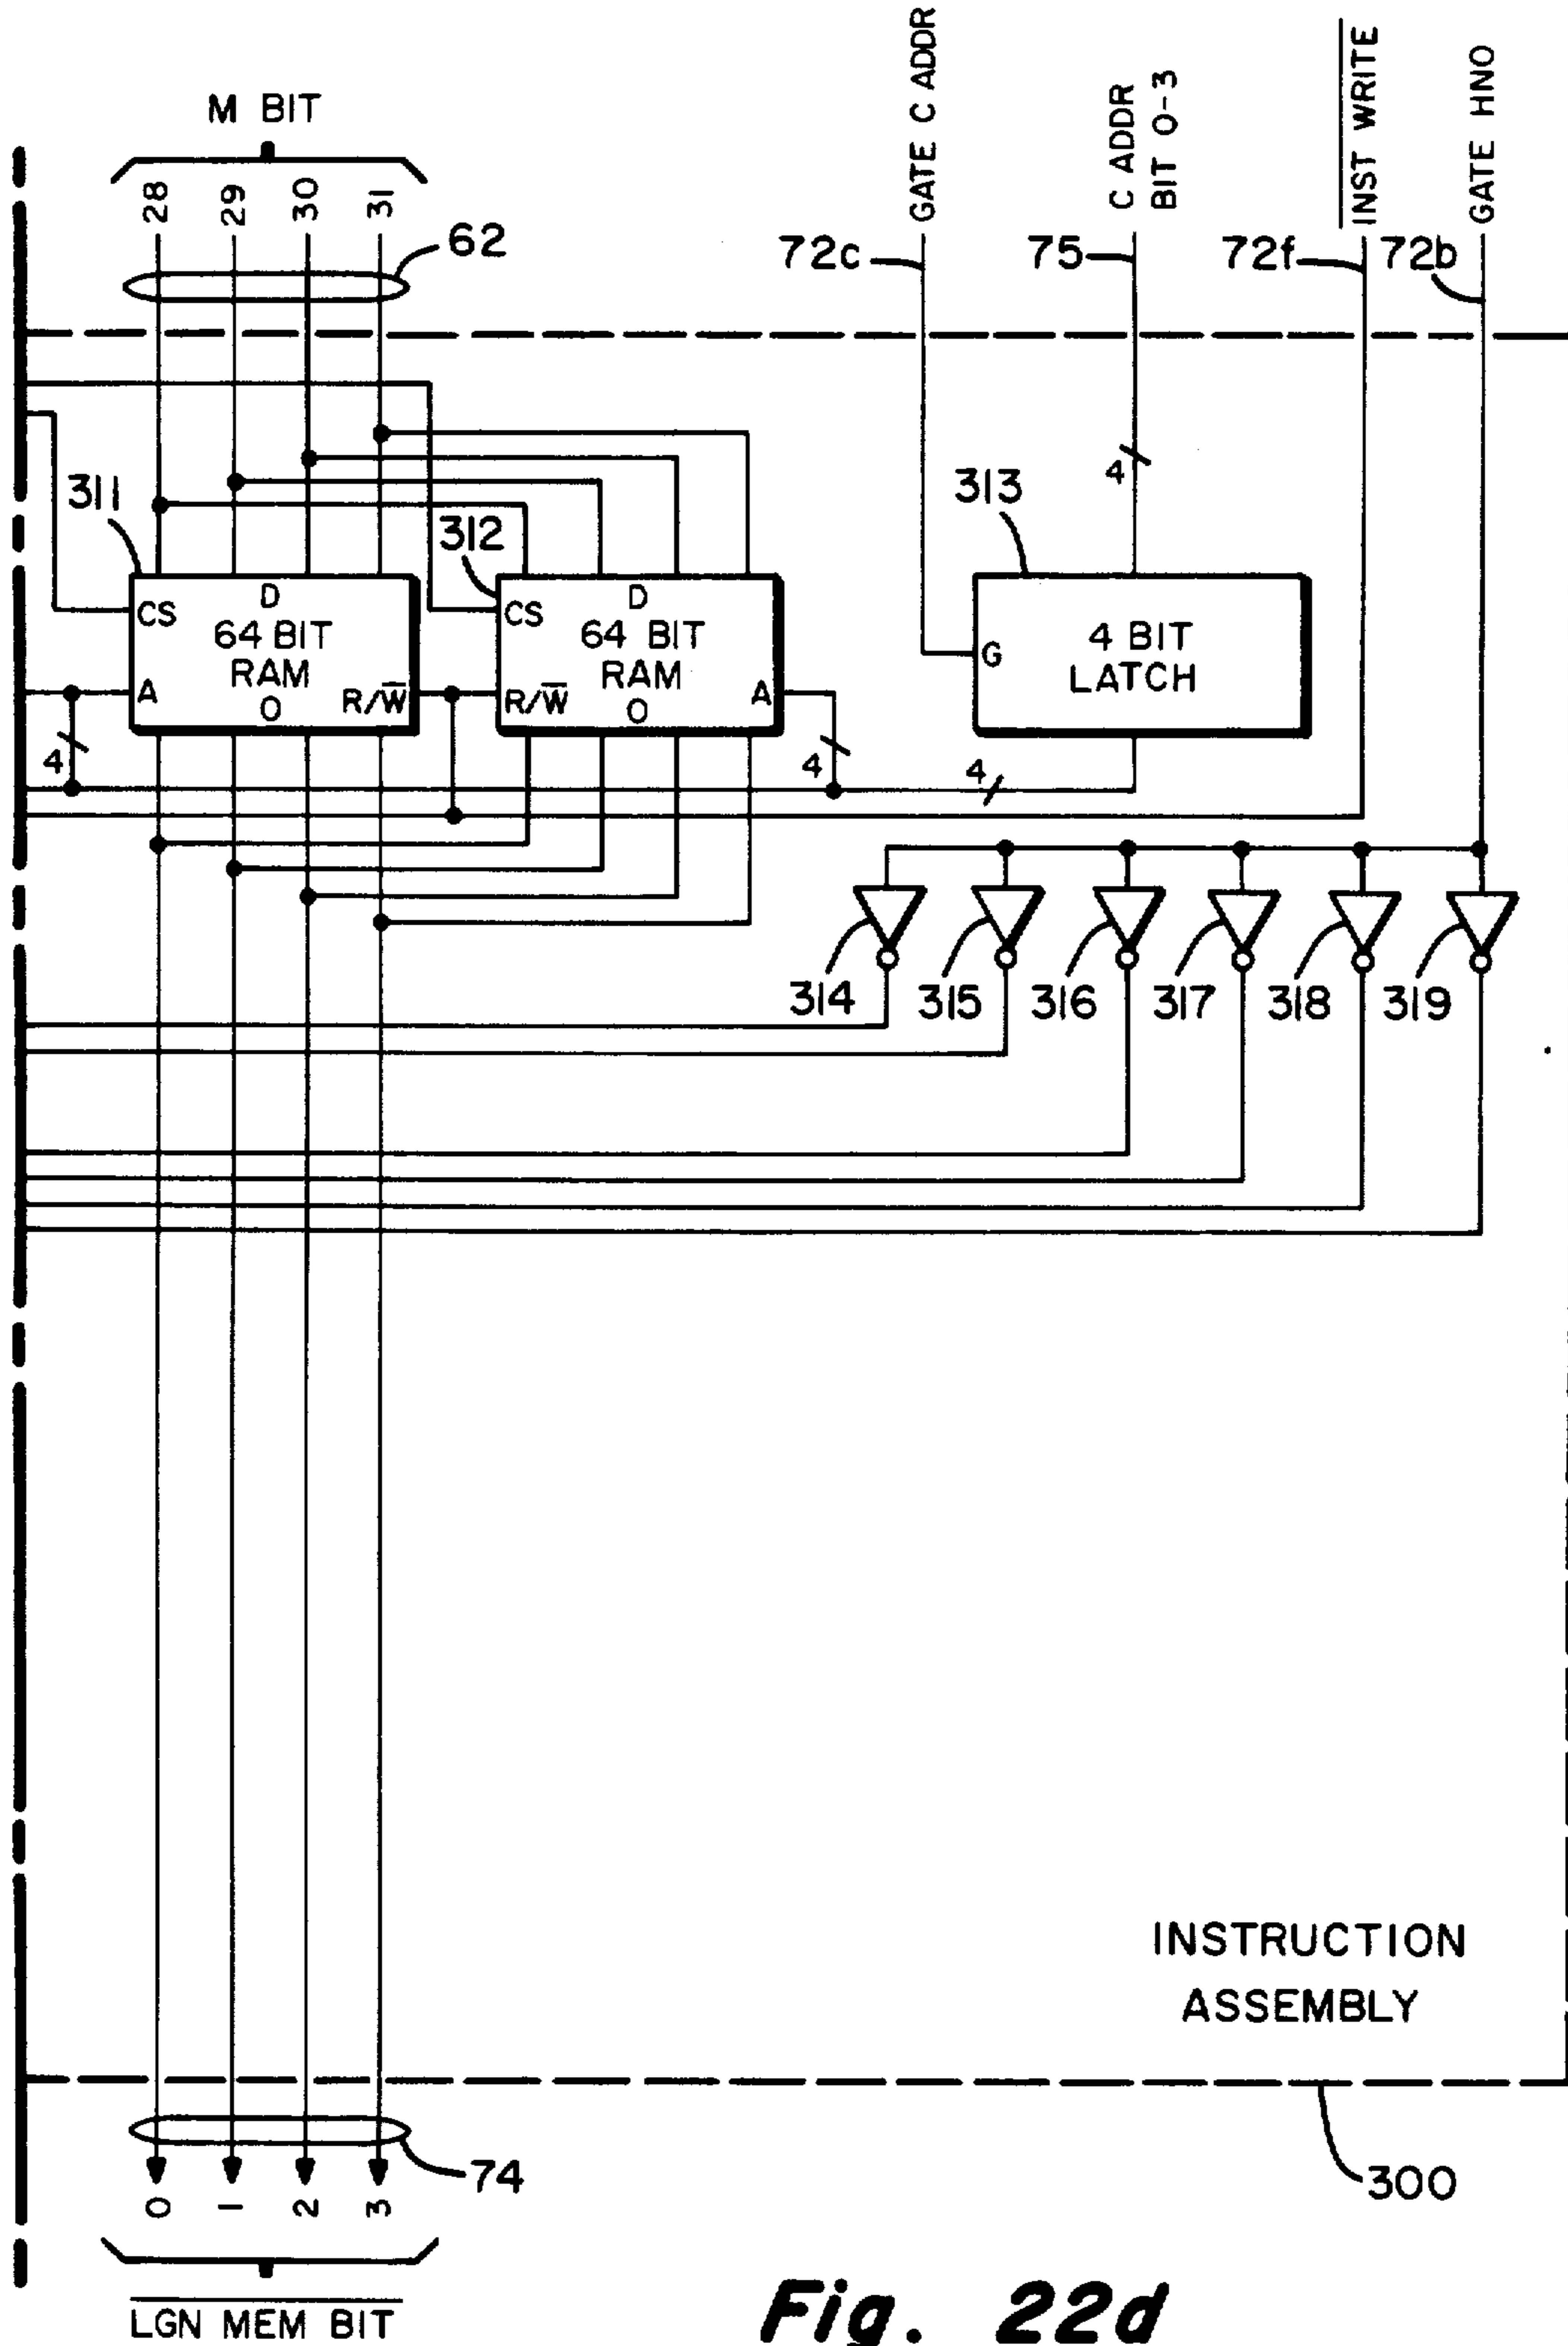 M BIT
28
29
30
31
62
GATE C ADDR
C ADDR
BIT 0-3
INST WRITE
GATE HNO
72c
75
72f
72b
4
311
312
313
CS
D
64 BIT
RAM
O
A
R/W
CS
D
64 BIT
RAM
O
R/W
A
G
4 BIT
LATCH
4
4
4
314
315
316
317
318
319
INSTRUCTION
ASSEMBLY
300
74
0
1
2
3
LGN MEM BIT
Fig. 22d